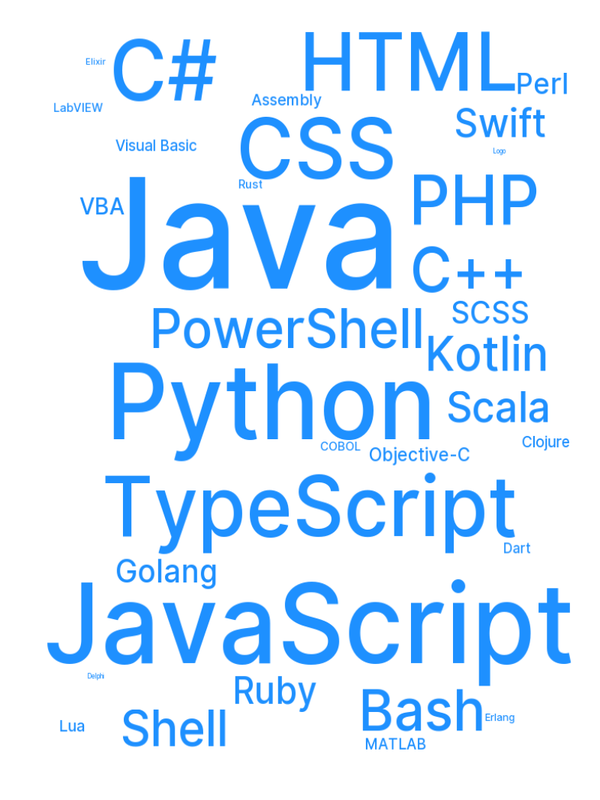 C#
HTML
Elixir
Perl
LabVIEW
Assembly
Swift
CSS
Visual Basic
Logo
Rust
PHP
VBA
Java
C++
SCSS
PowerShell
Kotlin
Python
Scala
Clojure
COBOL
Objective-C
TypeScript
Dart
Golang
JavaScript
Delphi
Ruby
Bash
Erlang
Lua
Shell
MATLAB